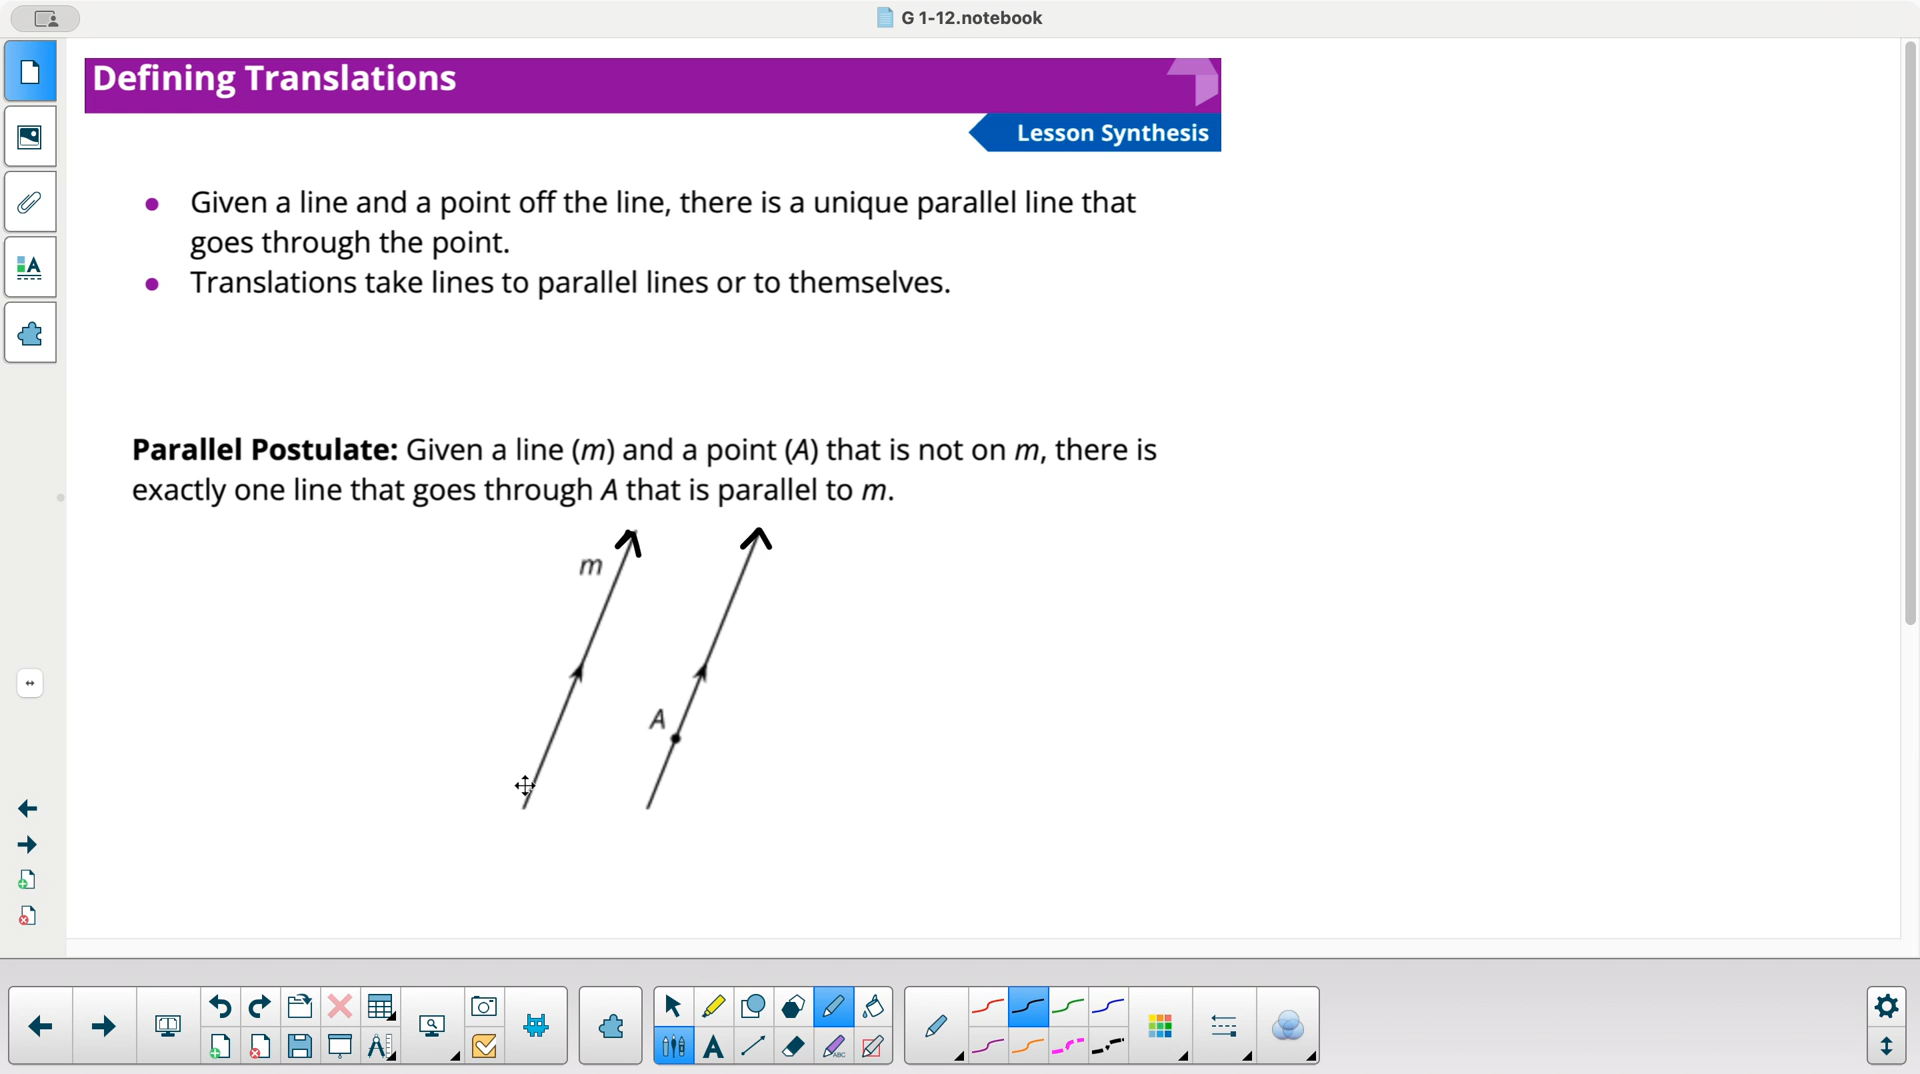 G 1-12.notebook
Defining Translations
Lesson Synthesis
Given a line and a point off the line, there is a unique parallel line that
goes through the point.
Translations take lines to parallel lines or to themselves.
Parallel Postulate: Given a line (m) and a point (A) that is not on m, there is
exactly one line that goes through A that is parallel to m.
m
A